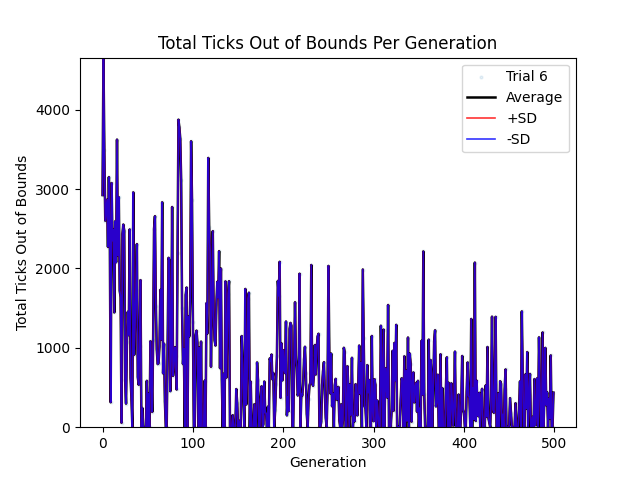 Total Ticks Out of Bounds Per Generation
Trial 6
Average
+SD
-SD
4000
3000
2000
1000
0
Total Ticks Out of Bounds
0 100 200 300 400 500
Generation